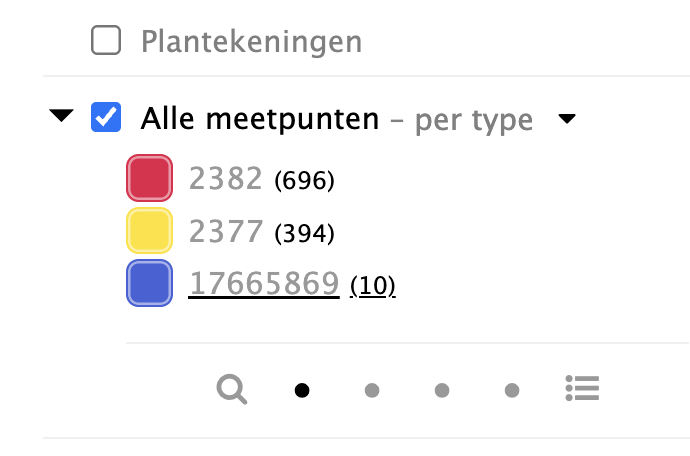 Plantekeningen
Alle meetpunten – per type
2382 (696)
2377 (394)
17665869 (10)